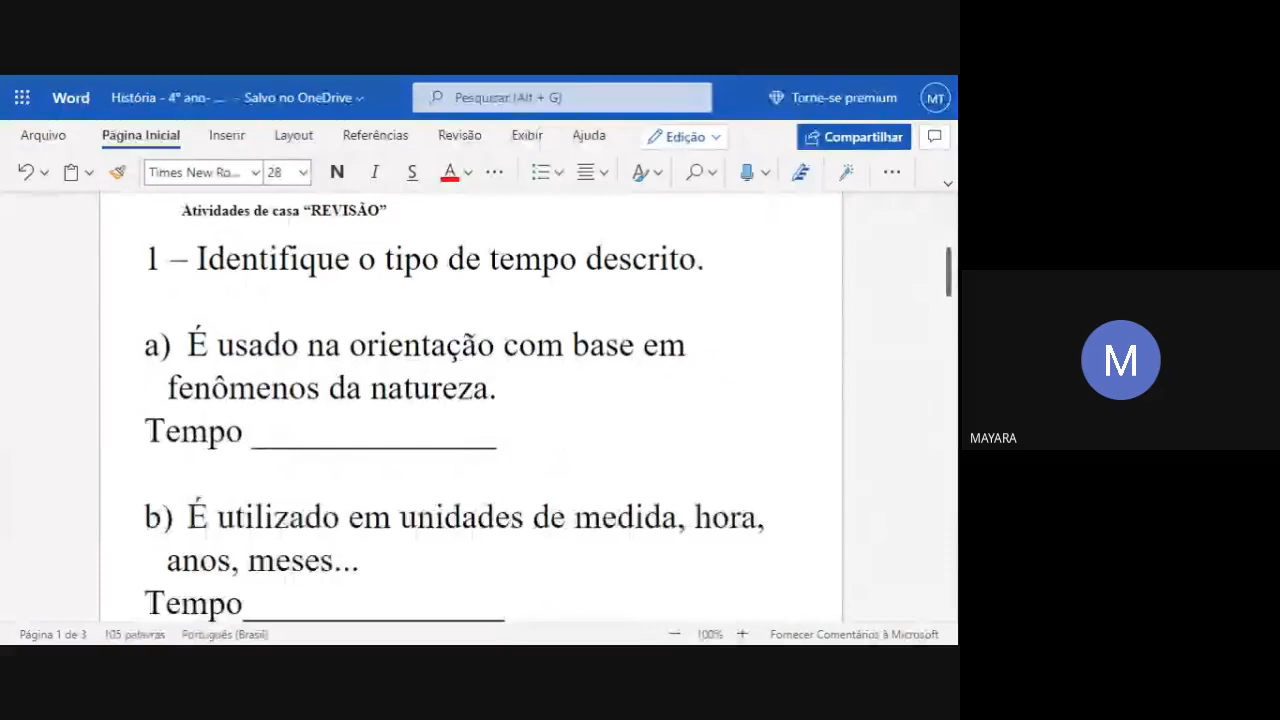 Word História - 4º ano- ... - Salvo no OneDrive Pesquisar (Alt + G) Torne-se premium MT
Arquivo Página Inicial Inserir Layout Referências Revisão Exibir Ajuda Edição Compartilhar
Times New Ro... 28 N I S A ...
Atividades de casa “REVISÃO”
1 – Identifique o tipo de tempo descrito.
a) É usado na orientação com base em
fenômenos da natureza.
Tempo ______________
b) É utilizado em unidades de medida, hora,
anos, meses...
Tempo_______________
Página 1 de 3 105 palavras Português (Brasil) 100% Fornecer Comentários à Microsoft
M
MAYARA